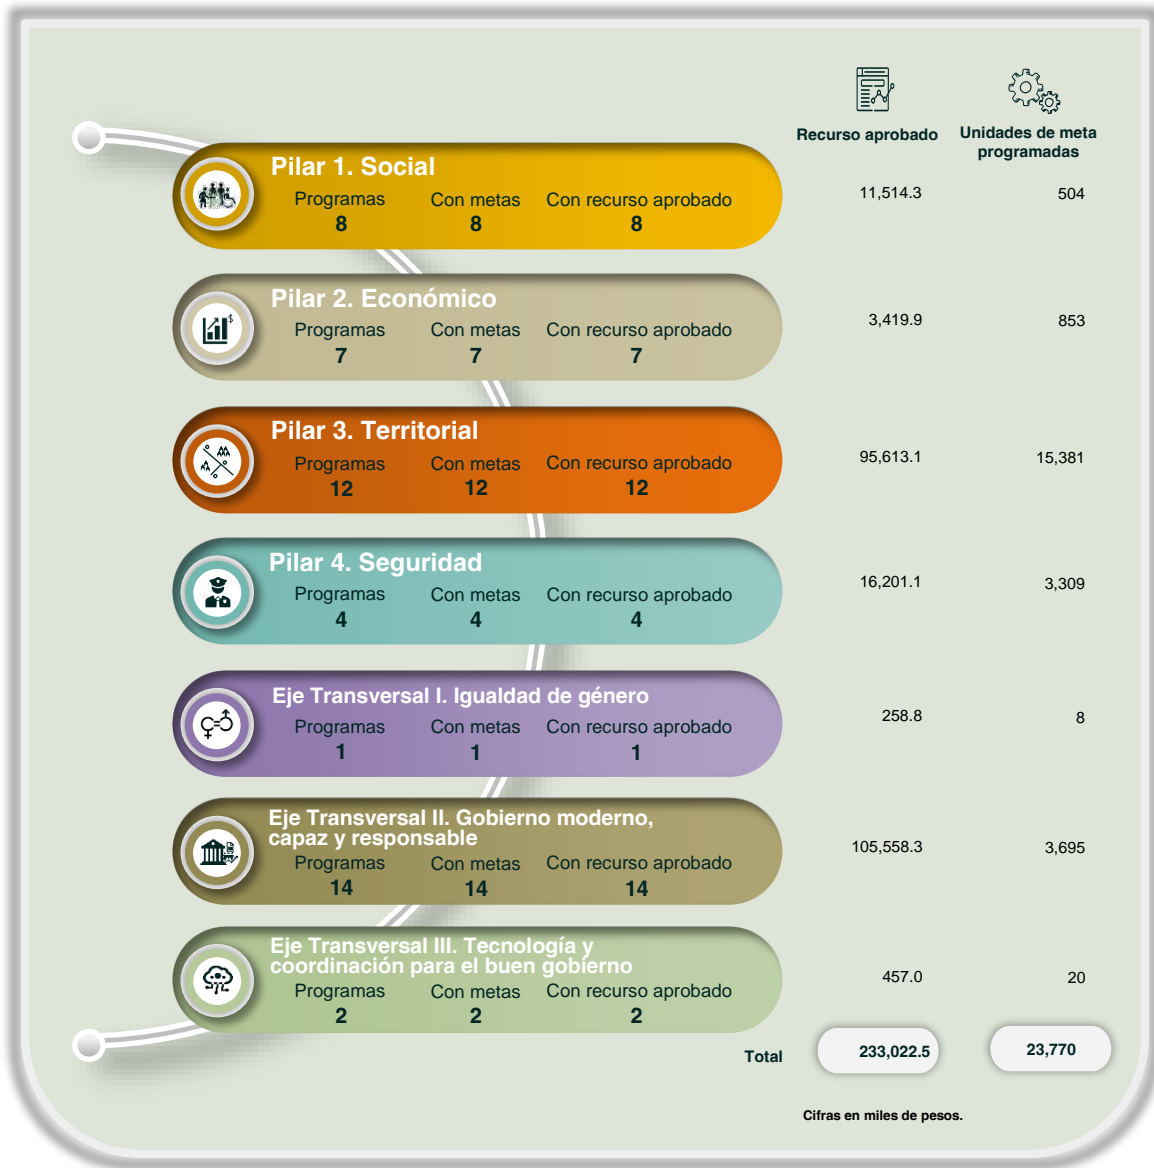 Recurso aprobado
Unidades de meta
programadas
Pilar 1. Social
Programas Con metas Con recurso aprobado
8 8 8
11,514.3 504
Pilar 2. Económico
Programas Con metas Con recurso aprobado
7 7 7
3,419.9 853
Pilar 3. Territorial
Programas Con metas Con recurso aprobado
12 12 12
95,613.1 15,381
Pilar 4. Seguridad
Programas Con metas Con recurso aprobado
4 4 4
16,201.1 3,309
Eje Transversal I. Igualdad de género
Programas Con metas Con recurso aprobado
1 1 1
258.8 8
Eje Transversal II. Gobierno moderno,
capaz y responsable
Programas Con metas Con recurso aprobado
14 14 14
105,558.3 3,695
Eje Transversal III. Tecnología y
coordinación para el buen gobierno
Programas Con metas Con recurso aprobado
2 2 2
457.0 20
Total 233,022.5 23,770
Cifras en miles de pesos.